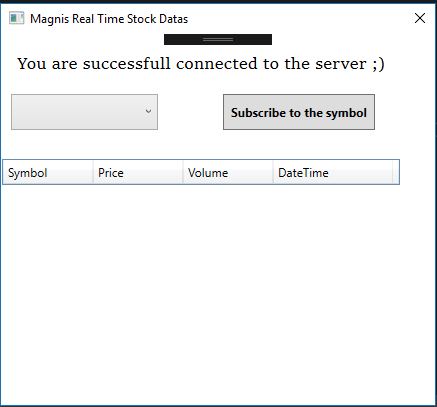 Magnis Real Time Stock Datas
You are successfull connected to the server ;)
Subscribe to the symbol
Symbol Price Volume DateTime